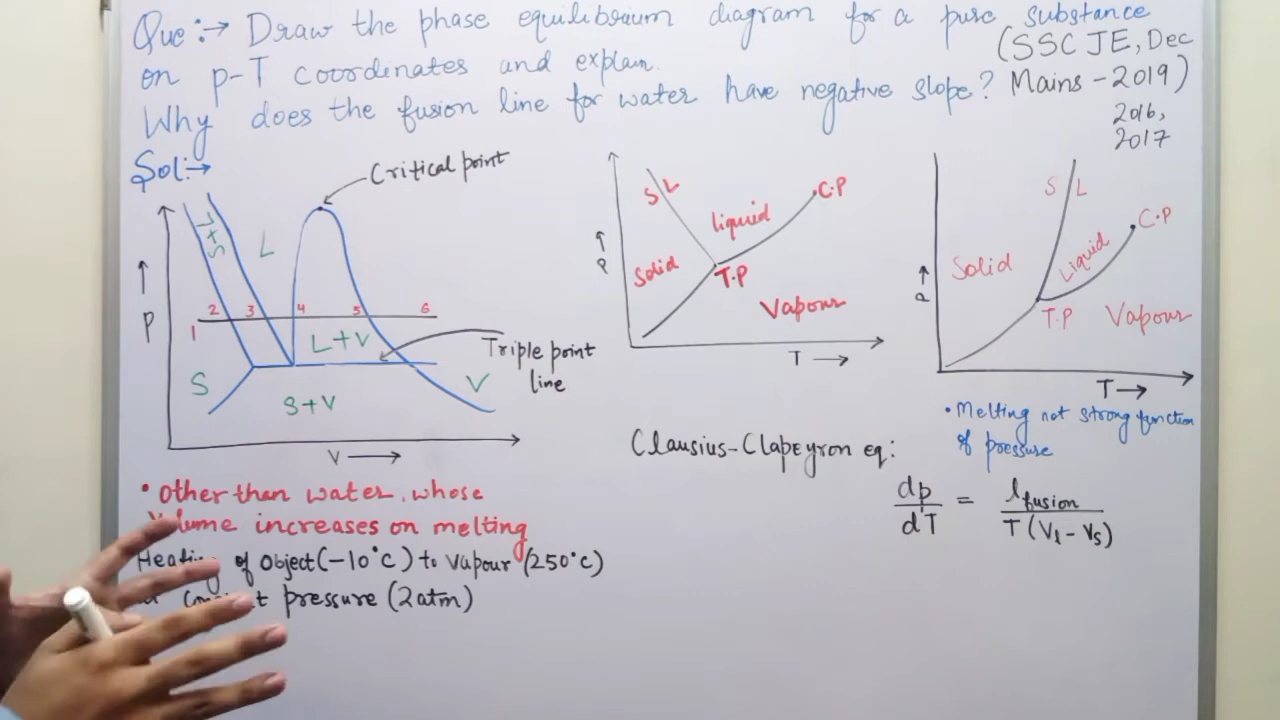 Que :→ Draw the phase equilibrium diagram for a pure substance
on p-T coordinates and explain. (SSC JE, Dec
Why does the fusion line for water have negative slope? Mains - 2019)
2016,
2017
Sol:→
Critical point
L+S
L
P
1
2
3
4
5
6
L+V
Triple point
line
S
S+V
V
V
S L
liquid
C.P
P
Solid
T.P
Vapour
T
S L
C.P
Solid
Liquid
P
T.P
Vapour
T
• Melting not strong function
of pressure
Clausius-Clapeyron eq:
dp/dT = lfusion/T(Vl - Vs)
• Other than water, whose
Volume increases on melting
Heating of Object (-10°C) to vapour (250°C)
pressure (2atm)